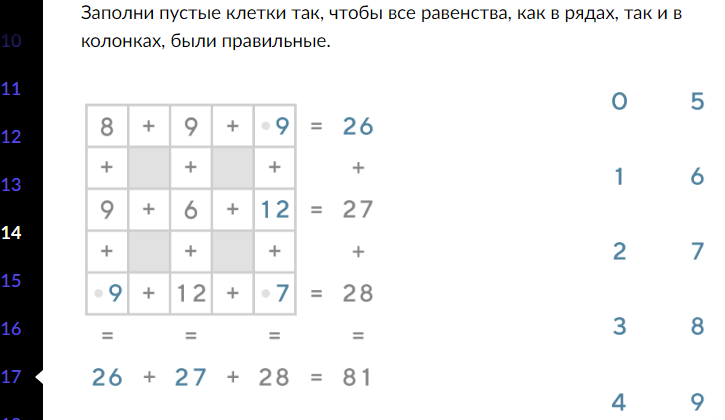 Заполни пустые клетки так, чтобы все равенства, как в рядах, так и в
колонках, были правильные.
10
11
12
13
14
15
16
17
8 + 9 + 9 = 26
+ + + +
9 + 6 + 12 = 27
+ + + +
9 + 12 + 7 = 28
= = = =
26 + 27 + 28 = 81
0 5
1 6
2 7
3 8
4 9